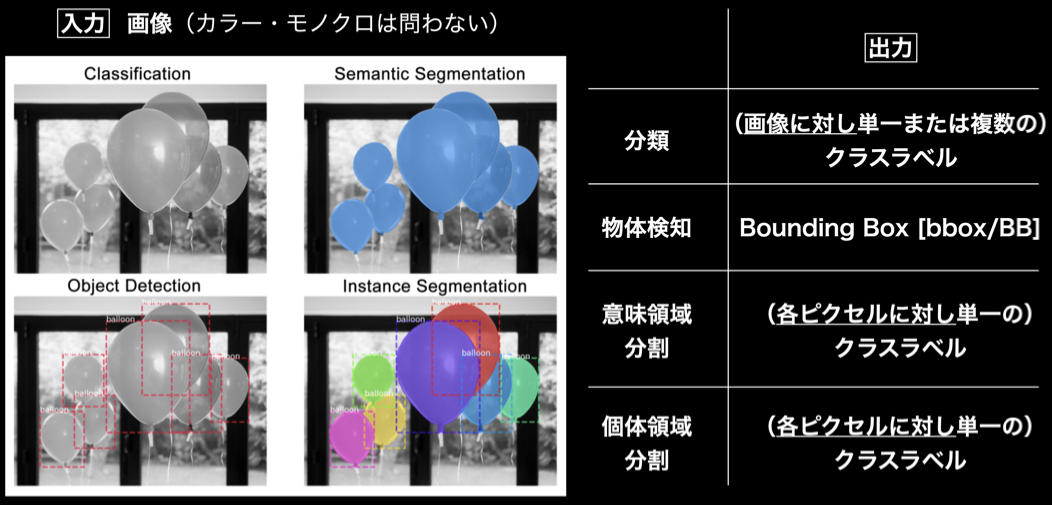 入力 画像（カラー・モノクロは問わない）
Classification
Semantic Segmentation
Object Detection
balloon
balloon
balloon
balloon
Instance Segmentation
balloon
balloon
balloon
balloon
出力
分類
（画像に対し単一または複数の）
クラスラベル
物体検知
Bounding Box [bbox/BB]
意味領域
分割
（各ピクセルに対し単一の）
クラスラベル
個体領域
分割
（各ピクセルに対し単一の）
クラスラベル